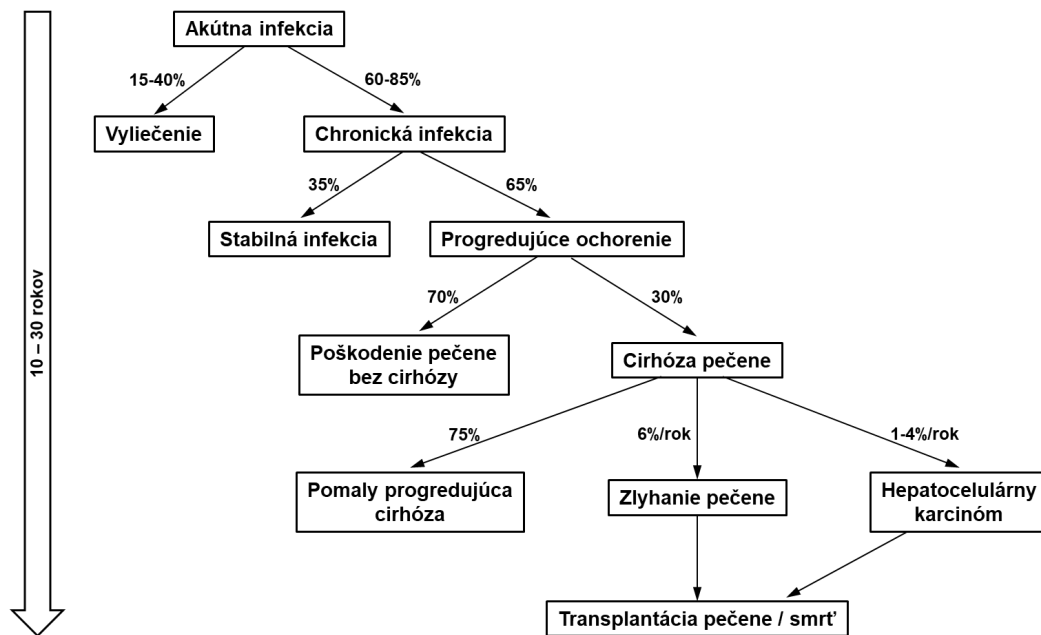 Akútna infekcia
15-40%
60-85%
Vyliečenie
Chronická infekcia
35%
65%
Stabilná infekcia
Progredujúce ochorenie
10 – 30 rokov
70%
30%
Poškodenie pečene
bez cirhózy
Cirhóza pečene
75%
6%/rok
1-4%/rok
Pomaly progredujúca
cirhóza
Zlyhanie pečene
Hepatocelulárny
karcinóm
Transplantácia pečene / smrť